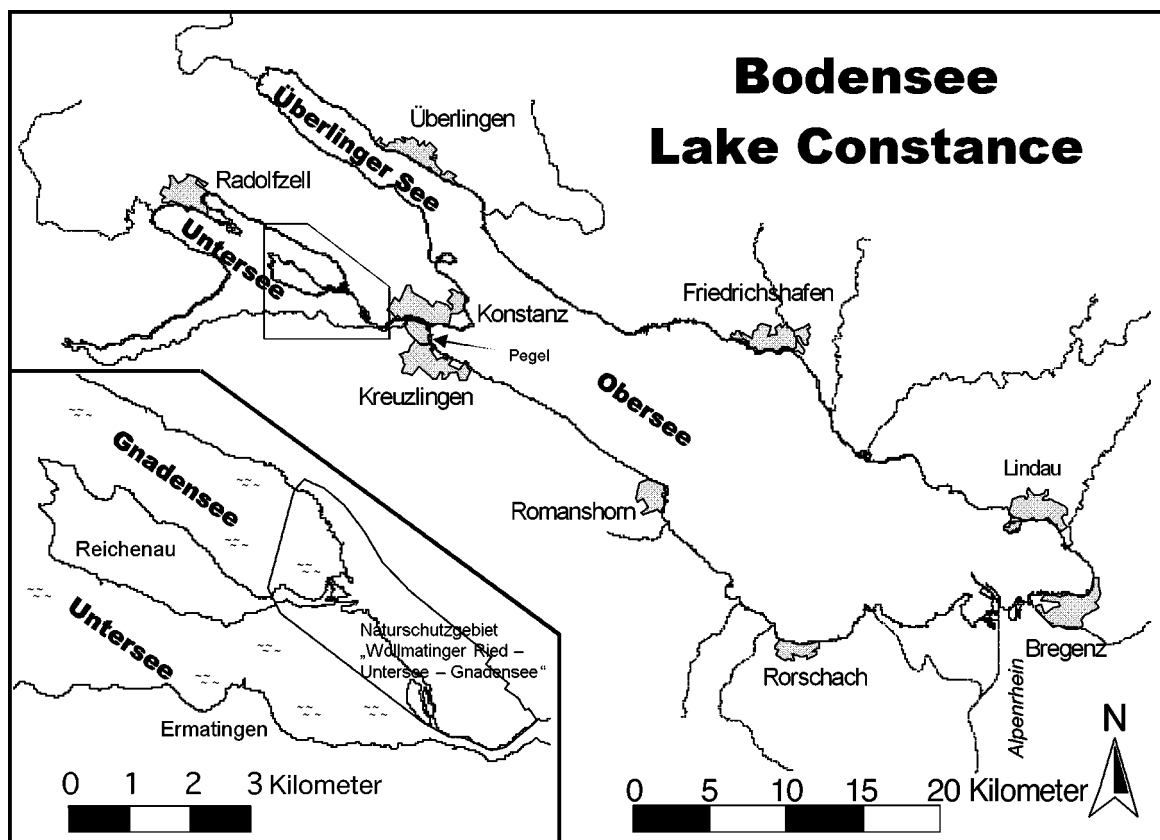 Bodensee
Lake Constance
Überlinger See
Überlingen
Radolfzell
Untersee
Konstanz
Friedrichshafen
Pegel
Kreuzlingen
Obersee
Lindau
Romanshorn
Bregenz
Rorschach
Alpenrhein
N
0 5 10 15 20 Kilometer
Gnadensee
Reichenau
Untersee
Naturschutzgebiet
„Wollmatinger Ried –
Untersee – Gnadensee“
Ermatingen
0 1 2 3 Kilometer